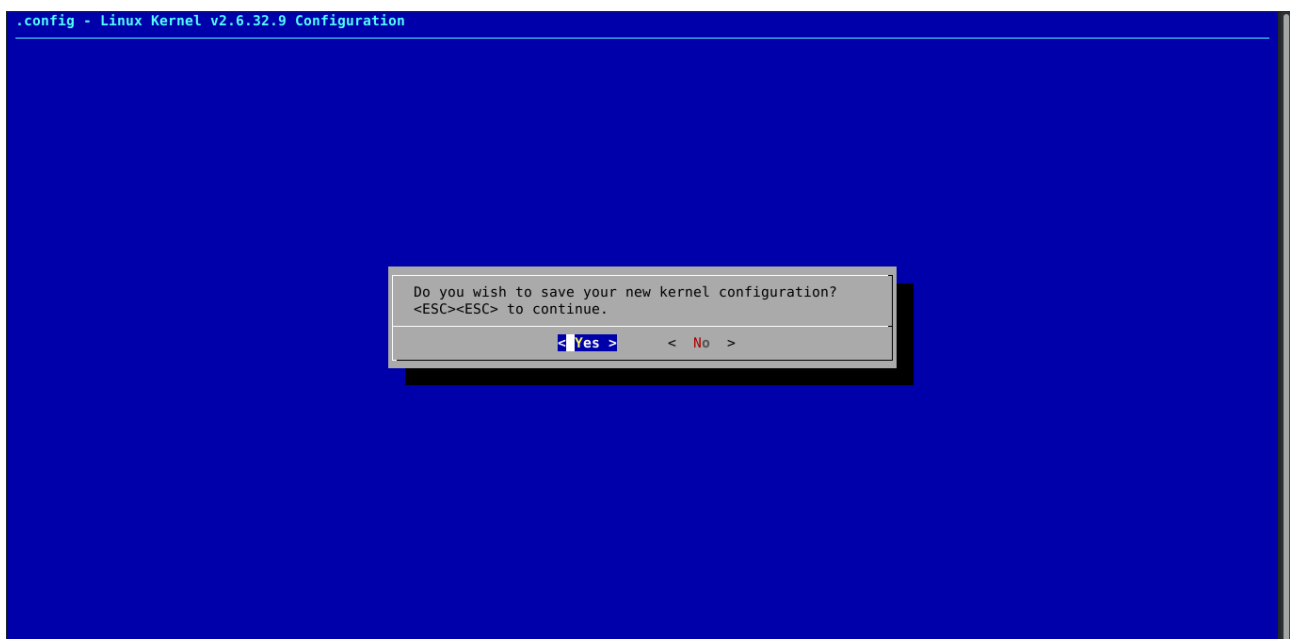 .config - Linux Kernel v2.6.32.9 Configuration
Do you wish to save your new kernel configuration?
<ESC><ESC> to continue.
< Yes > < No >